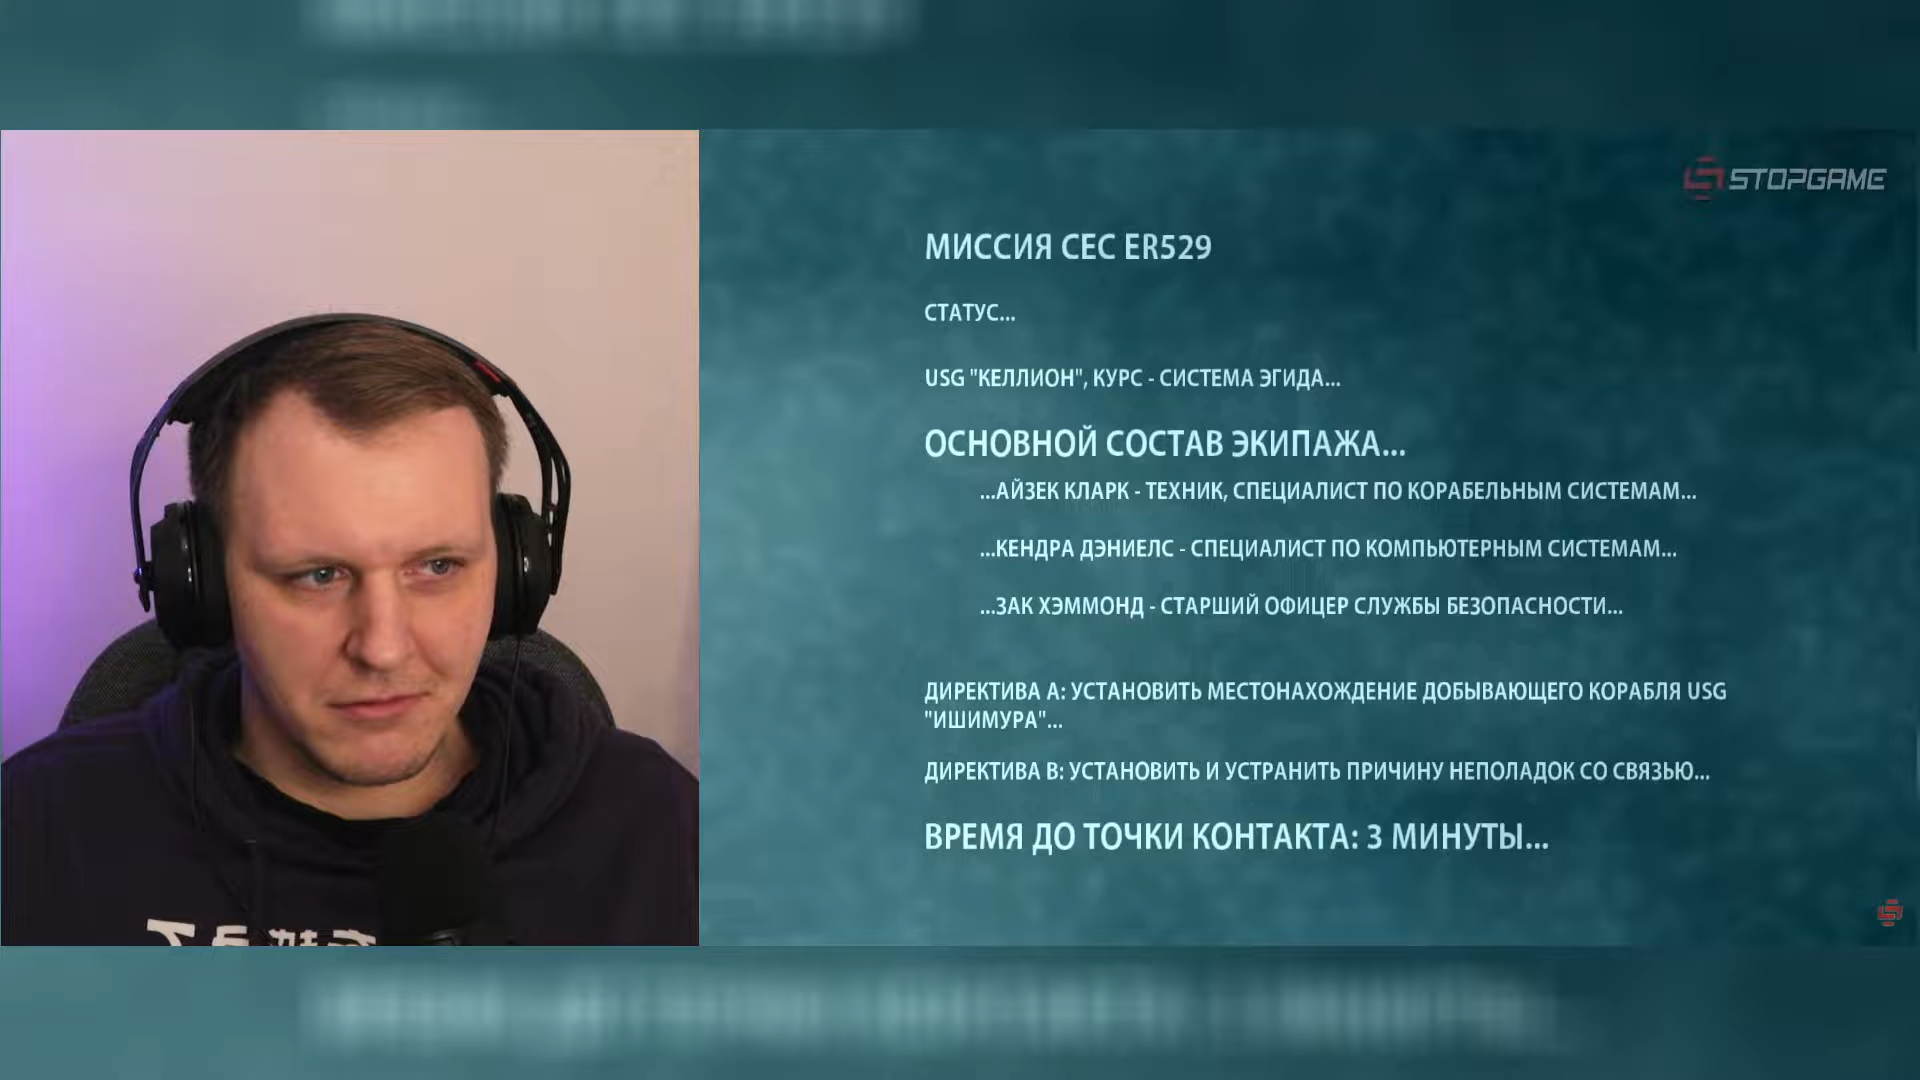 STOPGAME
МИССИЯ CEC ER529
СТАТУС...
USG "КЕЛЛИОН", КУРС - СИСТЕМА ЭГИДА...
ОСНОВНОЙ СОСТАВ ЭКИПАЖА...
...АЙЗЕК КЛАРК - ТЕХНИК, СПЕЦИАЛИСТ ПО КОРАБЕЛЬНЫМ СИСТЕМАМ...
...КЕНДРА ДЭНИЕЛС - СПЕЦИАЛИСТ ПО КОМПЬЮТЕРНЫМ СИСТЕМАМ...
...ЗАК ХЭММОНД - СТАРШИЙ ОФИЦЕР СЛУЖБЫ БЕЗОПАСНОСТИ...
ДИРЕКТИВА A: УСТАНОВИТЬ МЕСТОНАХОЖДЕНИЕ ДОБЫВАЮЩЕГО КОРАБЛЯ USG
"ИШИМУРА"...
ДИРЕКТИВА B: УСТАНОВИТЬ И УСТРАНИТЬ ПРИЧИНУ НЕПОЛАДОК СО СВЯЗЬЮ...
ВРЕМЯ ДО ТОЧКИ КОНТАКТА: 3 МИНУТЫ...